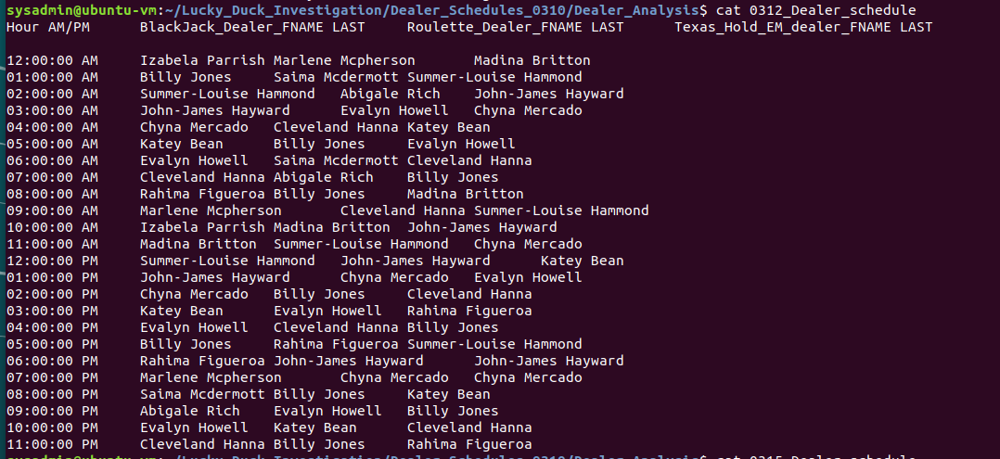 sysadmin@ubuntu-vm:~/Lucky_Duck_Investigation/Dealer_Schedules_0310/Dealer_Analysis$ cat 0312_Dealer_schedule
Hour AM/PM BlackJack_Dealer_FNAME LAST Roulette_Dealer_FNAME LAST Texas_Hold_EM_dealer_FNAME LAST
12:00:00 AM Izabela Parrish Marlene Mcpherson Madina Britton
01:00:00 AM Billy Jones Saima Mcdermott Summer-Louise Hammond
02:00:00 AM Summer-Louise Hammond Abigale Rich John-James Hayward
03:00:00 AM John-James Hayward Evalyn Howell Chyna Mercado
04:00:00 AM Chyna Mercado Cleveland Hanna Katey Bean
05:00:00 AM Katey Bean Billy Jones Evalyn Howell
06:00:00 AM Evalyn Howell Saima Mcdermott Cleveland Hanna
07:00:00 AM Cleveland Hanna Abigale Rich Billy Jones
08:00:00 AM Rahima Figueroa Billy Jones Madina Britton
09:00:00 AM Marlene Mcpherson Cleveland Hanna Summer-Louise Hammond
10:00:00 AM Izabela Parrish Madina Britton John-James Hayward
11:00:00 AM Madina Britton Summer-Louise Hammond Chyna Mercado
12:00:00 PM Summer-Louise Hammond John-James Hayward Katey Bean
01:00:00 PM John-James Hayward Chyna Mercado Evalyn Howell
02:00:00 PM Chyna Mercado Billy Jones Cleveland Hanna
03:00:00 PM Katey Bean Evalyn Howell Rahima Figueroa
04:00:00 PM Evalyn Howell Cleveland Hanna Billy Jones
05:00:00 PM Billy Jones Rahima Figueroa Summer-Louise Hammond
06:00:00 PM Rahima Figueroa John-James Hayward John-James Hayward
07:00:00 PM Marlene Mcpherson Chyna Mercado Chyna Mercado
08:00:00 PM Saima Mcdermott Billy Jones Katey Bean
09:00:00 PM Abigale Rich Evalyn Howell Billy Jones
10:00:00 PM Evalyn Howell Katey Bean Cleveland Hanna
11:00:00 PM Cleveland Hanna Billy Jones Rahima Figueroa